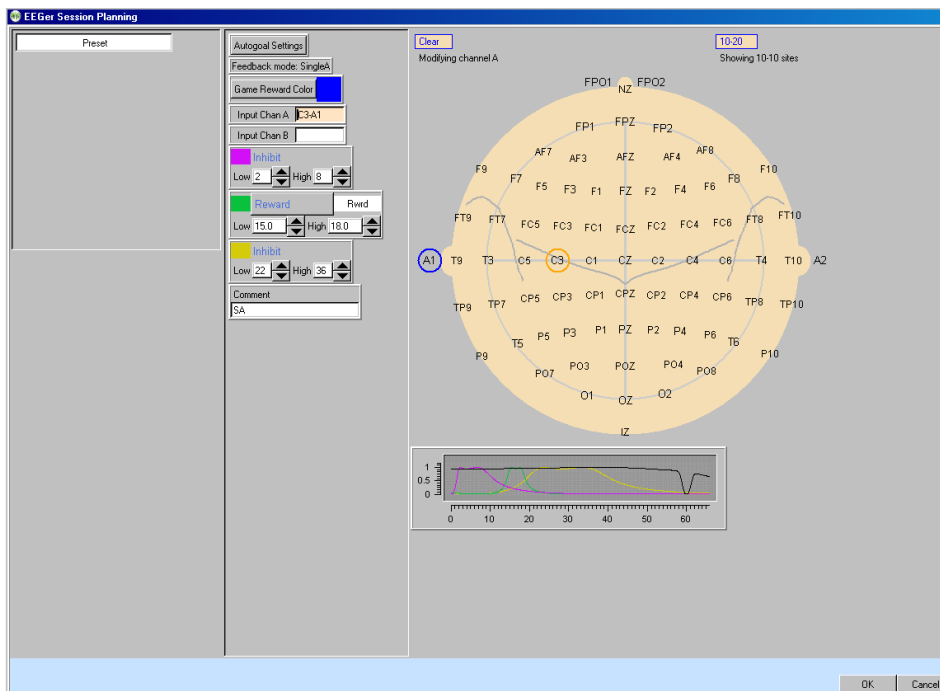 EEGer Session Planning
Preset
Autogoal Settings
Feedback mode: SingleA
Game Reward Color
Input Chan A C3-A1
Input Chan B
Inhibit
Low 2 High 8
Reward Rwrd
Low 15.0 High 18.0
Inhibit
Low 22 High 36
Comment
SA
Clear 10-20
Modifying channel A Showing 10-10 sites
FPO1 FPO2
NZ
FP1 FPZ FP2
AF7 AF3 AFZ AF4 AF8
F9 F7 F5 F3 F1 FZ F2 F4 F6 F8 F10
FT9 FT7 FC5 FC3 FC1 FCZ FC2 FC4 FC6 FT8 FT10
A1 T9 T3 C5 C3 C1 CZ C2 C4 C6 T4 T10 A2
TP9 TP7 CP5 CP3 CP1 CPZ CP2 CP4 CP6 TP8 TP10
P9 T5 P5 P3 P1 PZ P2 P4 P6 T6 P10
PO7 PO3 POZ PO4 PO8
O1 OZ O2
IZ
1
0.5
0
0 10 20 30 40 50 60
OK Cancel